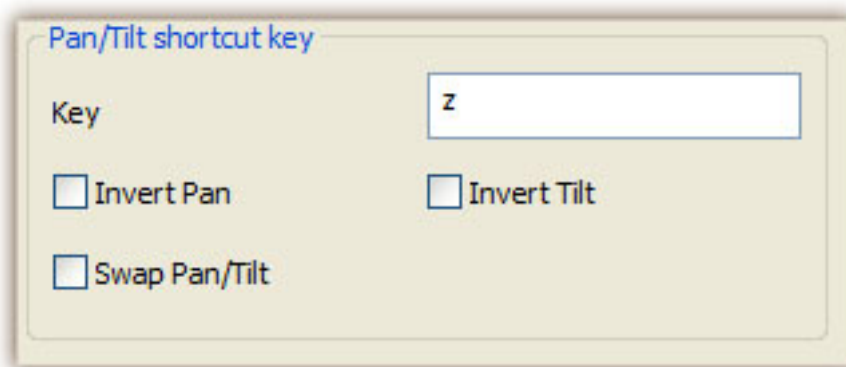 Pan/Tilt shortcut key
Key z
Invert Pan Invert Tilt
Swap Pan/Tilt